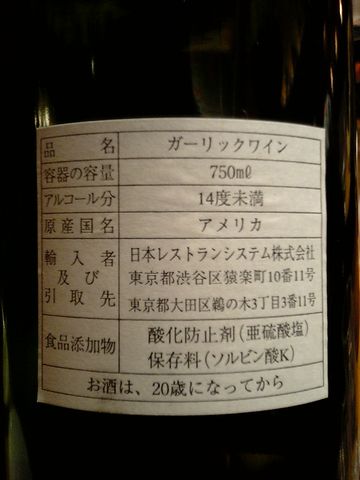 品名 ガーリックワイン
容器の容量 750ml
アルコール分 14度未満
原産国名 アメリカ
輸入者 日本レストランシステム株式会社
及び 東京都渋谷区猿楽町10番11号
引取先 東京都大田区鵜の木3丁目3番11号
食品添加物 酸化防止剤(亜硫酸塩)
保存料(ソルビン酸K)
お酒は、20歳になってから